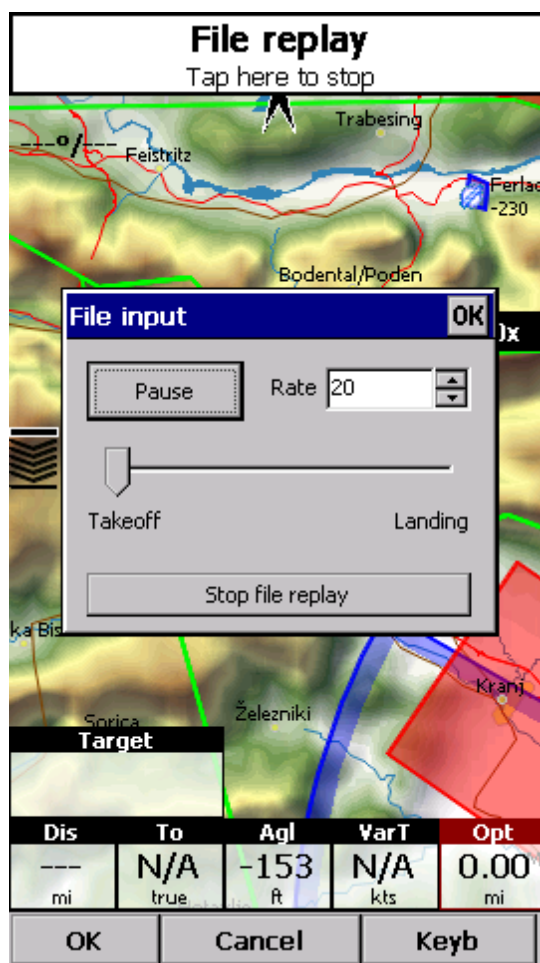 File replay
Tap here to stop
Trabesing
---°/---
Feistritz
Ferlac
-230
Bodental/Poden
File input
OK
0x
Pause
Rate
20
Takeoff
Landing
Stop file replay
ka Bis
Kranj
Železniki
Sorica
Target
Dis
To
Agl
VarT
Opt
---
N/A
-153
N/A
0.00
mi
true
ft
kts
mi
OK
Cancel
Keyb